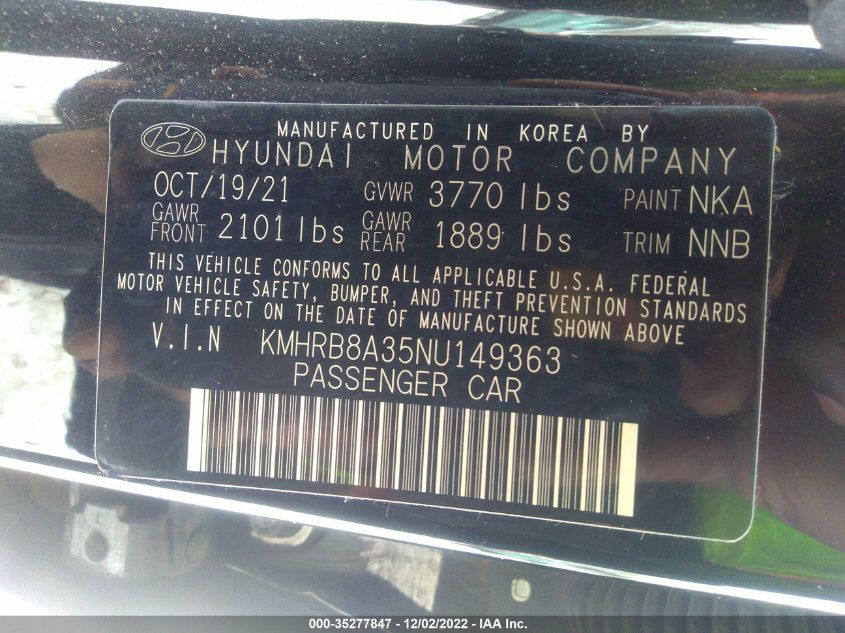 MANUFACTURED IN KOREA BY
HYUNDAI MOTOR COMPANY
OCT/19/21 GVWR 3770 lbs PAINT NKA
GAWR FRONT 2101 lbs GAWR REAR 1889 lbs TRIM NNB
THIS VEHICLE CONFORMS TO ALL APPLICABLE U.S.A. FEDERAL
MOTOR VEHICLE SAFETY, BUMPER, AND THEFT PREVENTION STANDARDS
IN EFFECT ON THE DATE OF MANUFACTURE SHOWN ABOVE
V.I.N KMHRB8A35NU149363
PASSENGER CAR
000-35277847 - 12/02/2022 - IAA Inc.